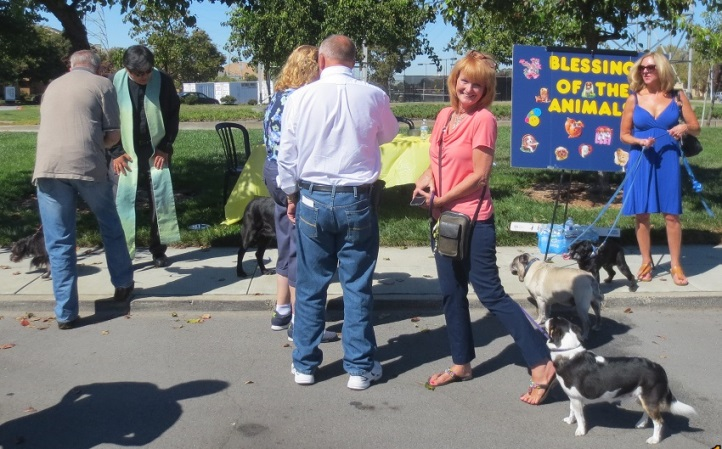 BLESSING
OF THE
ANIMALS